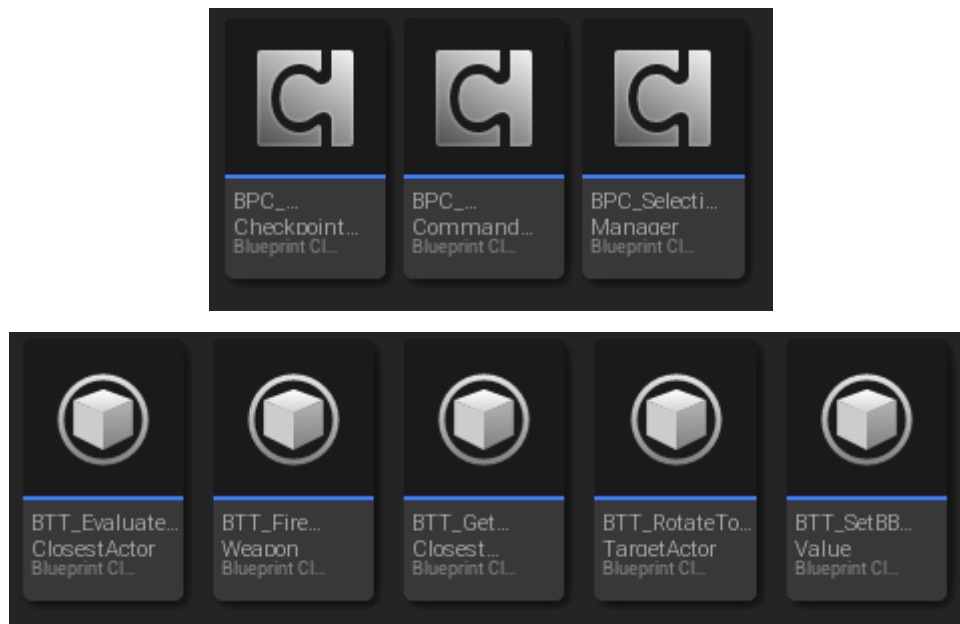 BPC_...
Checkpoint...
Blueprint Cl...
BPC_...
Command...
Blueprint Cl...
BPC_Selecti...
Manager
Blueprint Cl...
BTT_Evaluate...
ClosestActor
Blueprint Cl...
BTT_Fire...
Weapon
Blueprint Cl...
BTT_Get...
Closest...
Blueprint Cl...
BTT_RotateTo...
TargetActor
Blueprint Cl...
BTT_SetBB...
Value
Blueprint Cl...